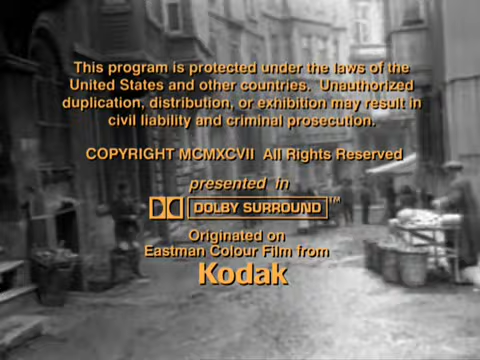 This program is protected under the laws of the
United States and other countries. Unauthorized
duplication, distribution, or exhibition may result in
civil liability and criminal prosecution.
COPYRIGHT MCMXCVII All Rights Reserved
presented in
DOLBY SURROUND™
Originated on
Eastman Colour Film from
Kodak